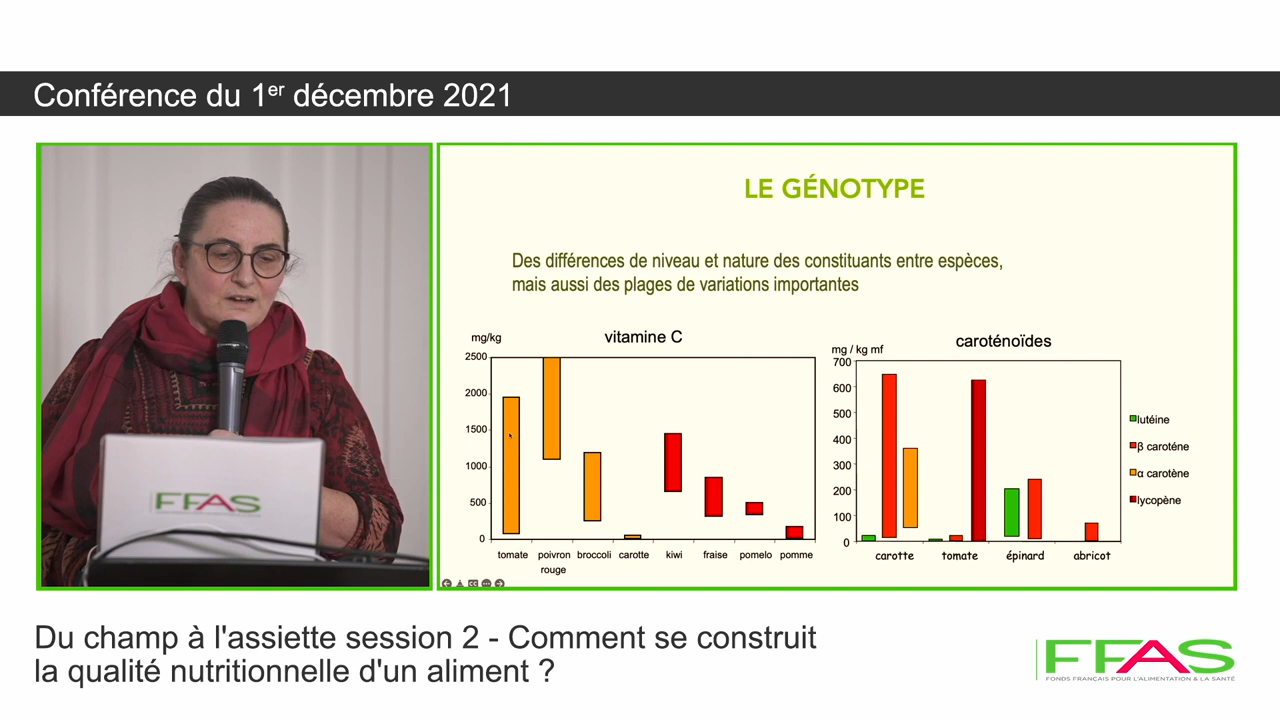 Conférence du 1er décembre 2021
LE GÉNOTYPE
Des différences de niveau et nature des constituants entre espèces,
mais aussi des plages de variations importantes
mg/kg
vitamine C
2500
2000
1500
1000
500
0
tomate
poivron
rouge
broccoli
carotte
kiwi
fraise
pomelo
pomme
caroténoïdes
mg / kg mf
700
600
500
400
300
200
100
0
carotte
tomate
épinard
abricot
lutéine
β caroténe
α carotène
lycopène
FFAS
Du champ à l'assiette session 2 - Comment se construit
la qualité nutritionnelle d'un aliment ?
FFAS
FONDS FRANÇAIS POUR L'ALIMENTATION & LA SANTÉ